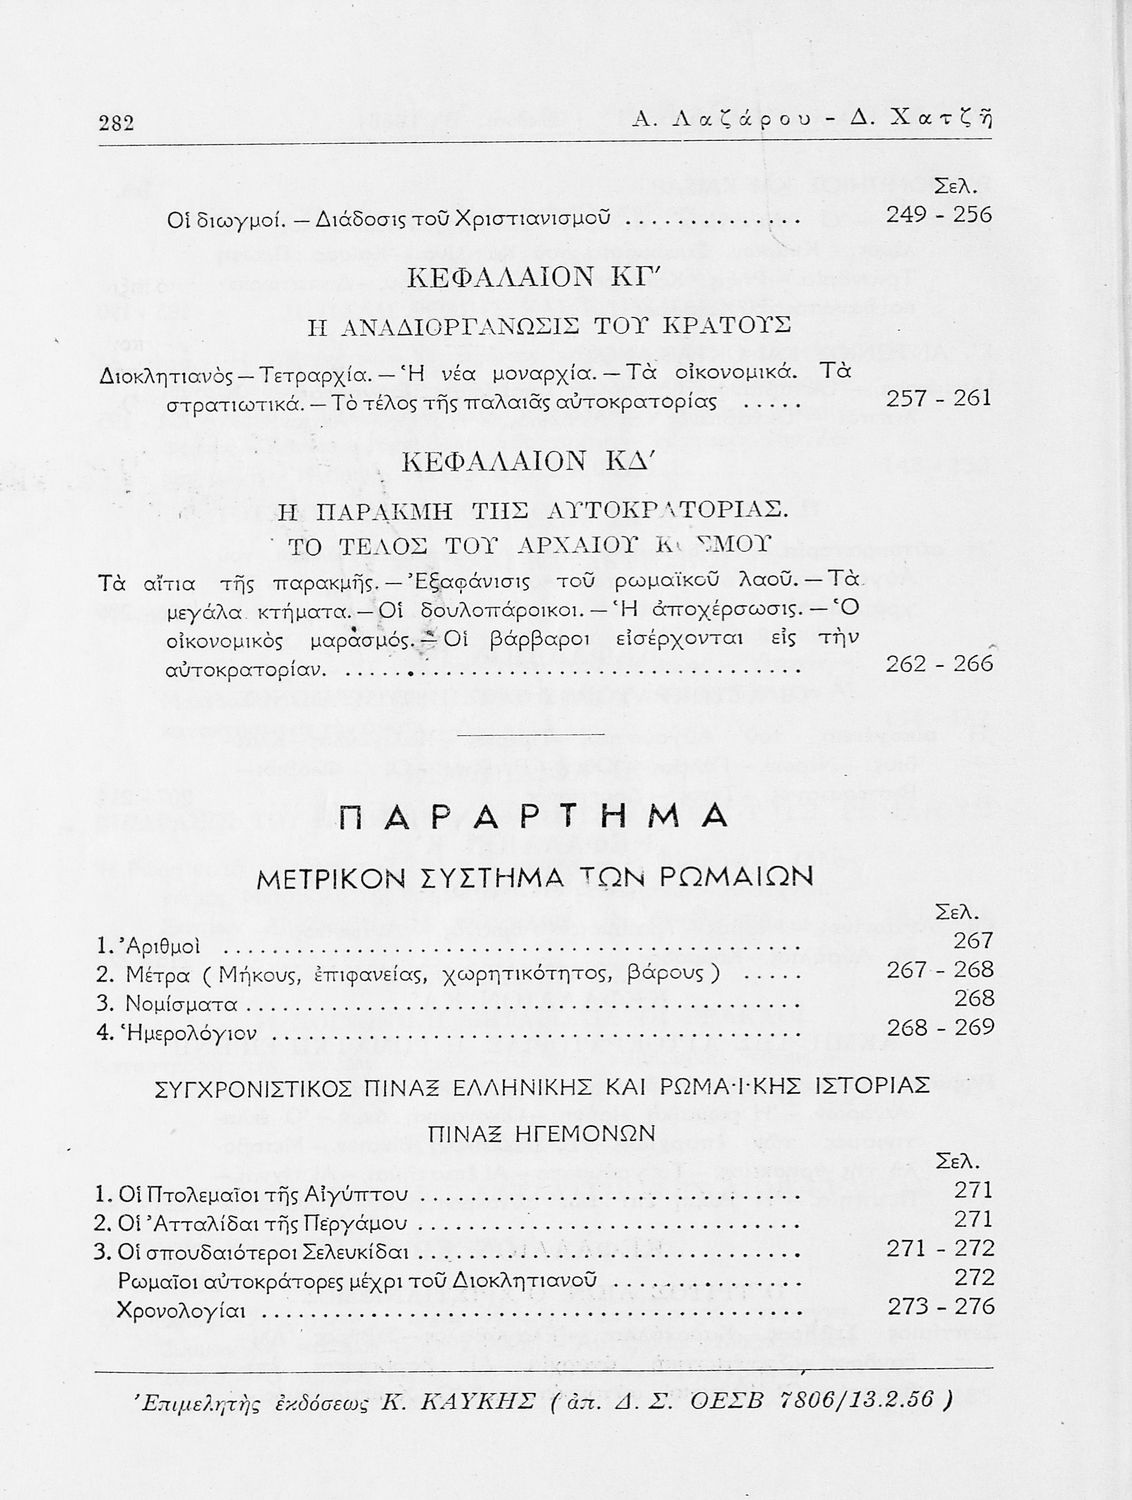 282
Α. Λαζάρου - Δ. Χατζῆ
Σελ.
Οἱ διωγμοί. — Διάδοσις τοῦ Χριστιανισμοῦ .............. 249 - 256
ΚΕΦΑΛΑΙΟΝ ΚΓ'
Η ΑΝΑΔΙΟΡΓΑΝΩΣΙΣ ΤΟΥ ΚΡΑΤΟΥΣ
Διοκλητιανὸς — Τετραρχία. — Ἡ νέα μοναρχία. — Τὰ οἰκονομικά. Τὰ
στρατιωτικά. — Τὸ τέλος τῆς παλαιᾶς αὐτοκρατορίας ..... 257 - 261
ΚΕΦΑΛΑΙΟΝ ΚΔ'
Η ΠΑΡΑΚΜΗ ΤΗΣ ΑΥΤΟΚΡΑΤΟΡΙΑΣ.
ΤΟ ΤΕΛΟΣ ΤΟΥ ΑΡΧΑΙΟΥ ΚΟΣΜΟΥ
Τὰ αἴτια τῆς παρακμῆς. — Ἐξαφάνισις τοῦ ρωμαϊκοῦ λαοῦ. — Τὰ
μεγάλα κτήματα. — Οἱ δουλοπάροικοι. — Ἡ ἀποχέρσωσις. — Ὁ
οἰκονομικὸς μαρασμός. — Οἱ βάρβαροι εἰσέρχονται εἰς τὴν
αὐτοκρατορίαν. ...................................... 262 - 266
ΠΑΡΑΡΤΗΜΑ
ΜΕΤΡΙΚΟΝ ΣΥΣΤΗΜΑ ΤΩΝ ΡΩΜΑΙΩΝ
Σελ.
1. Ἀριθμοὶ ................................................ 267
2. Μέτρα ( Μήκους, ἐπιφανείας, χωρητικότητος, βάρους ) ..... 267 - 268
3. Νομίσματα .............................................. 268
4. Ἡμερολόγιον ............................................ 268 - 269
ΣΥΓΧΡΟΝΙΣΤΙΚΟΣ ΠΙΝΑΞ ΕΛΛΗΝΙΚΗΣ ΚΑΙ ΡΩΜΑ·Ι·ΚΗΣ ΙΣΤΟΡΙΑΣ
ΠΙΝΑΞ ΗΓΕΜΟΝΩΝ
Σελ.
1. Οἱ Πτολεμαῖοι τῆς Αἰγύπτου ................................ 271
2. Οἱ Ἀτταλίδαι τῆς Περγάμου ................................ 271
3. Οἱ σπουδαιότεροι Σελευκίδαι ................................ 271 - 272
Ρωμαῖοι αὐτοκράτορες μέχρι τοῦ Διοκλητιανοῦ ................ 272
Χρονολογίαι ............................................. 273 - 276
Ἐπιμελητὴς ἐκδόσεως Κ. ΚΑΥΚΗΣ ( ἀπ. Δ. Σ. ΟΕΣΒ 7806/13.2.56 )